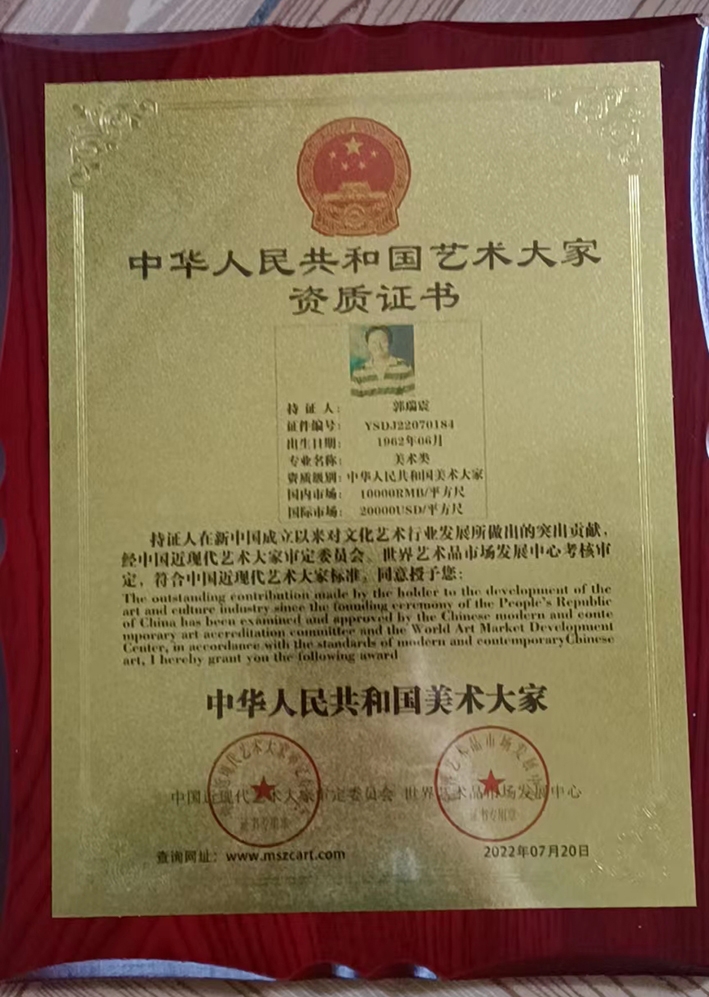 中华人民共和国艺术大家
资质证书
持 证 人： 郭瑞宸
证件编号： YSDJ22070184
出生日期： 1962年06月
专业名称： 美术类
资质级别：中华人民共和国美术大家
国内市场： 10000RMB/平方尺
国际市场： 20000USD/平方尺
持证人在新中国成立以来对文化艺术行业发展所做出的突出贡献，
经中国近现代艺术大家审定委员会、世界艺术品市场发展中心考核审
定，符合中国近现代艺术大家标准，同意授予您：
The outstanding contribution made by the holder to the development of the
art and culture industry since the founding ceremony of the People's Republic
of China has been examined and approved by the Chinese modern and conte
mporary art accreditation committee and the World Art Market Development
Center, in accordance with the standards of modern and contemporaryChinese
art, I hereby grant you the following award
中华人民共和国美术大家
中国近现代艺术大家审定委员会 世界艺术品市场发展中心
证书专用章
证书专用章
查询网址：www.mszcart.com
2022年07月20日